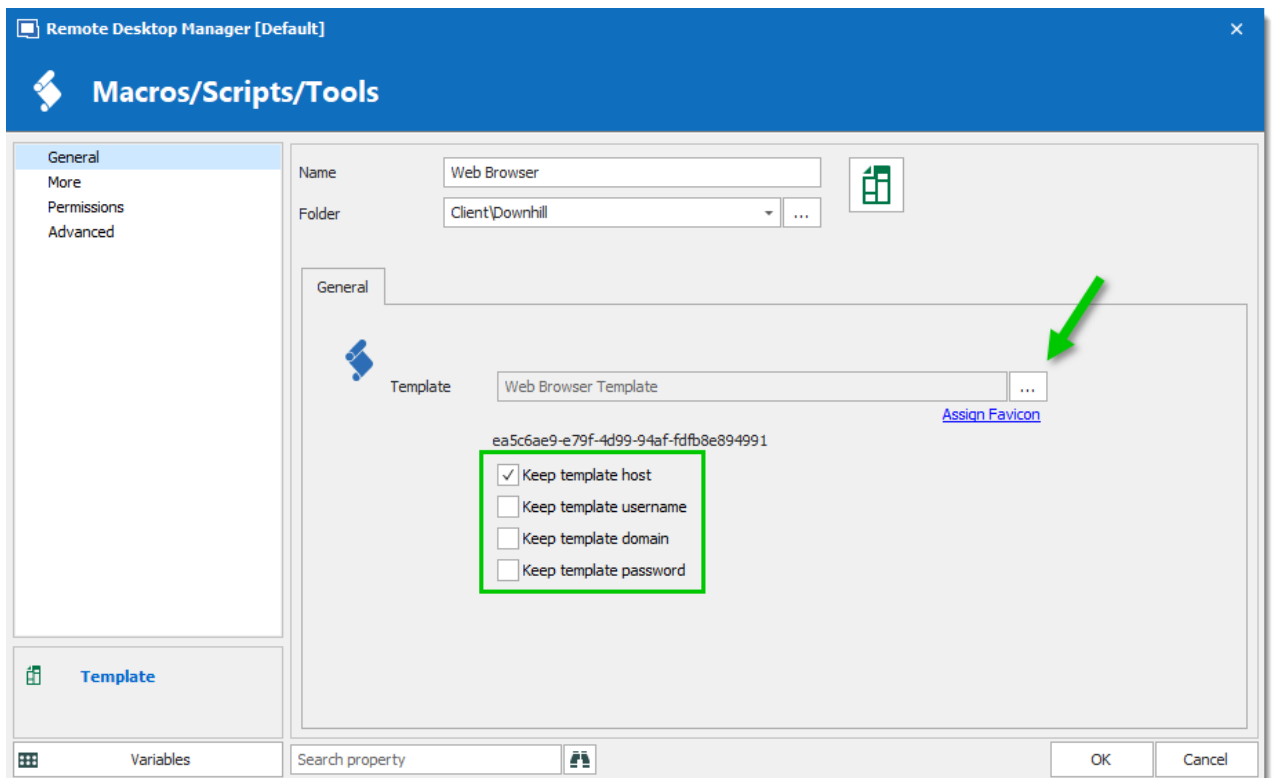 Remote Desktop Manager [Default]
Macros/Scripts/Tools
General
More
Permissions
Advanced
Name
Web Browser
Folder
Client\Downhill
...
General
Template
Web Browser Template
...
Assign Favicon
ea5c6ae9-e79f-4d99-94af-fdfb8e894991
Keep template host
Keep template username
Keep template domain
Keep template password
Template
Variables
Search property
OK
Cancel